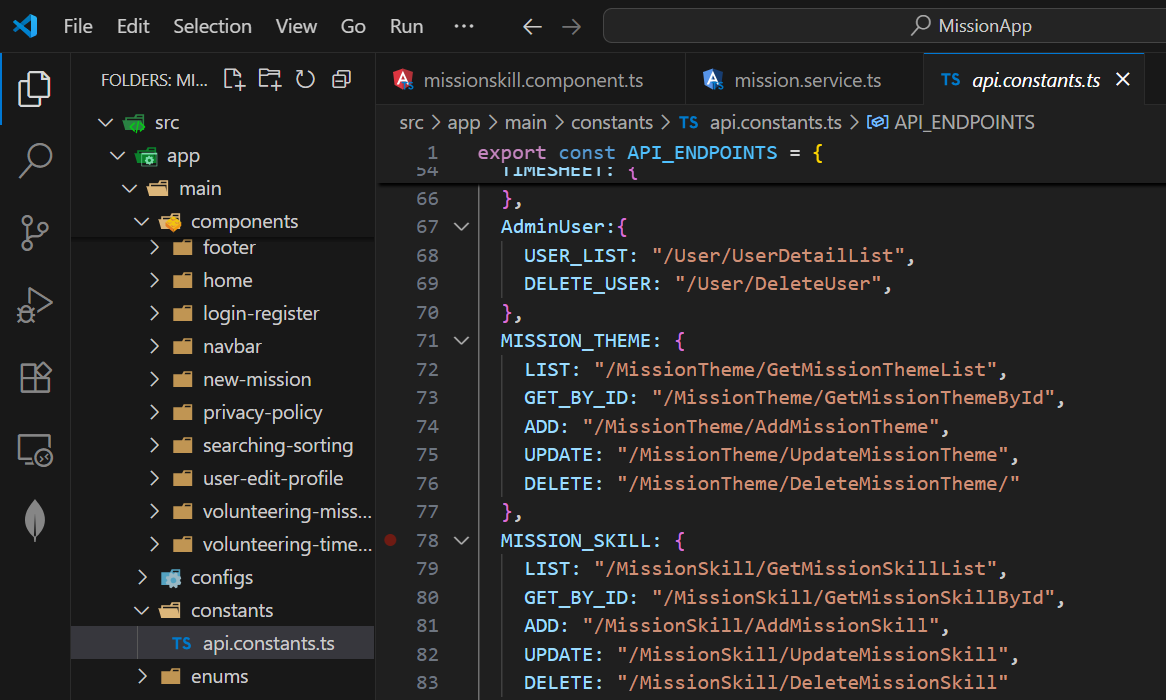 File Edit Selection View Go Run ··· MissionApp
FOLDERS: MI...
src
app
main
components
footer
home
login-register
navbar
new-mission
privacy-policy
searching-sorting
user-edit-profile
volunteering-miss...
volunteering-time...
configs
constants
TS api.constants.ts
enums
missionskill.component.ts mission.service.ts TS api.constants.ts
src > app > main > constants > TS api.constants.ts > API_ENDPOINTS
1 export const API_ENDPOINTS = {
54 TIMESHEET: {
66 },
67 AdminUser:{
68 USER_LIST: "/User/UserDetailList",
69 DELETE_USER: "/User/DeleteUser",
70 },
71 MISSION_THEME: {
72 LIST: "/MissionTheme/GetMissionThemeList",
73 GET_BY_ID: "/MissionTheme/GetMissionThemeById",
74 ADD: "/MissionTheme/AddMissionTheme",
75 UPDATE: "/MissionTheme/UpdateMissionTheme",
76 DELETE: "/MissionTheme/DeleteMissionTheme/"
77 },
78 MISSION_SKILL: {
79 LIST: "/MissionSkill/GetMissionSkillList",
80 GET_BY_ID: "/MissionSkill/GetMissionSkillById",
81 ADD: "/MissionSkill/AddMissionSkill",
82 UPDATE: "/MissionSkill/UpdateMissionSkill",
83 DELETE: "/MissionSkill/DeleteMissionSkill"